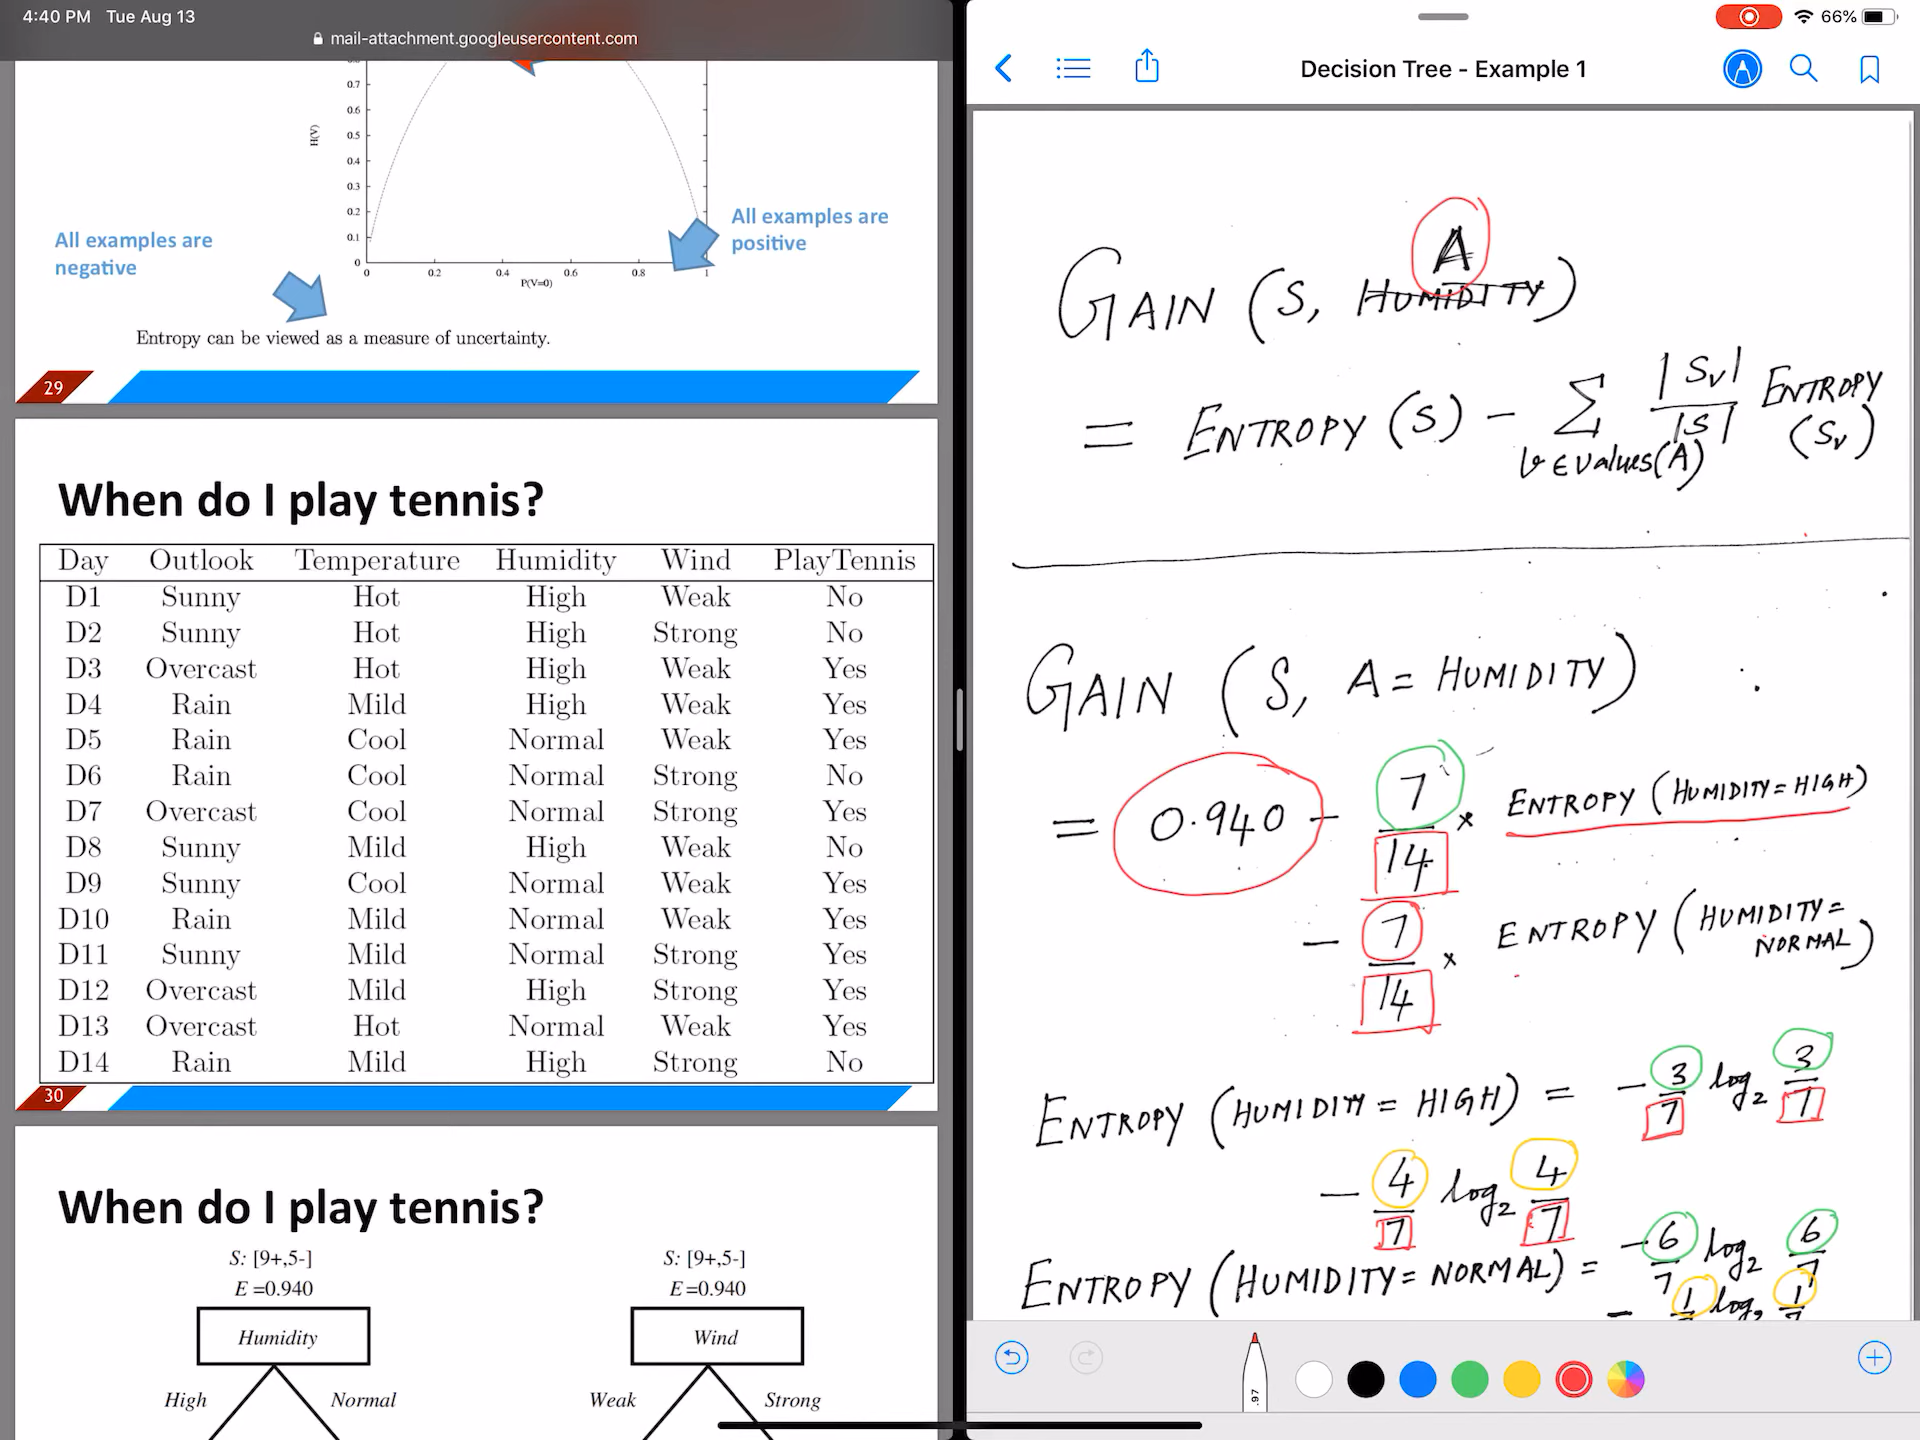 4:40 PM Tue Aug 13
mail-attachment.googleusercontent.com
0.7
0.6
0.5
0.4
0.3
0.2
0.1
0
H(V)
0 0.2 0.4 0.6 0.8 1
P(V=0)
All examples are
negative
All examples are
positive
Entropy can be viewed as a measure of uncertainty.
29
When do I play tennis?
Day Outlook Temperature Humidity Wind PlayTennis
D1 Sunny Hot High Weak No
D2 Sunny Hot High Strong No
D3 Overcast Hot High Weak Yes
D4 Rain Mild High Weak Yes
D5 Rain Cool Normal Weak Yes
D6 Rain Cool Normal Strong No
D7 Overcast Cool Normal Strong Yes
D8 Sunny Mild High Weak No
D9 Sunny Cool Normal Weak Yes
D10 Rain Mild Normal Weak Yes
D11 Sunny Mild Normal Strong Yes
D12 Overcast Mild High Strong Yes
D13 Overcast Hot Normal Weak Yes
D14 Rain Mild High Strong No
30
When do I play tennis?
S: [9+,5-] S: [9+,5-]
E =0.940 E =0.940
Humidity Wind
High Normal Weak Strong
66%
Decision Tree - Example 1
A
GAIN (S, HUMIDITY)
= ENTROPY (S) - Σ |Sv| ENTROPY
|S| (Sv)
v ∈ values(A)
GAIN (S, A = HUMIDITY)
= 0.940 - 7 × ENTROPY (HUMIDITY = HIGH)
14
- 7 × ENTROPY (HUMIDITY =
14 NORMAL)
ENTROPY (HUMIDITY = HIGH) = - 3/7 log₂ 3/7
- 4/7 log₂ 4/7
ENTROPY (HUMIDITY = NORMAL) = - 6/7 log₂ 6/7
- 1/7 log₂ 1/7
.97